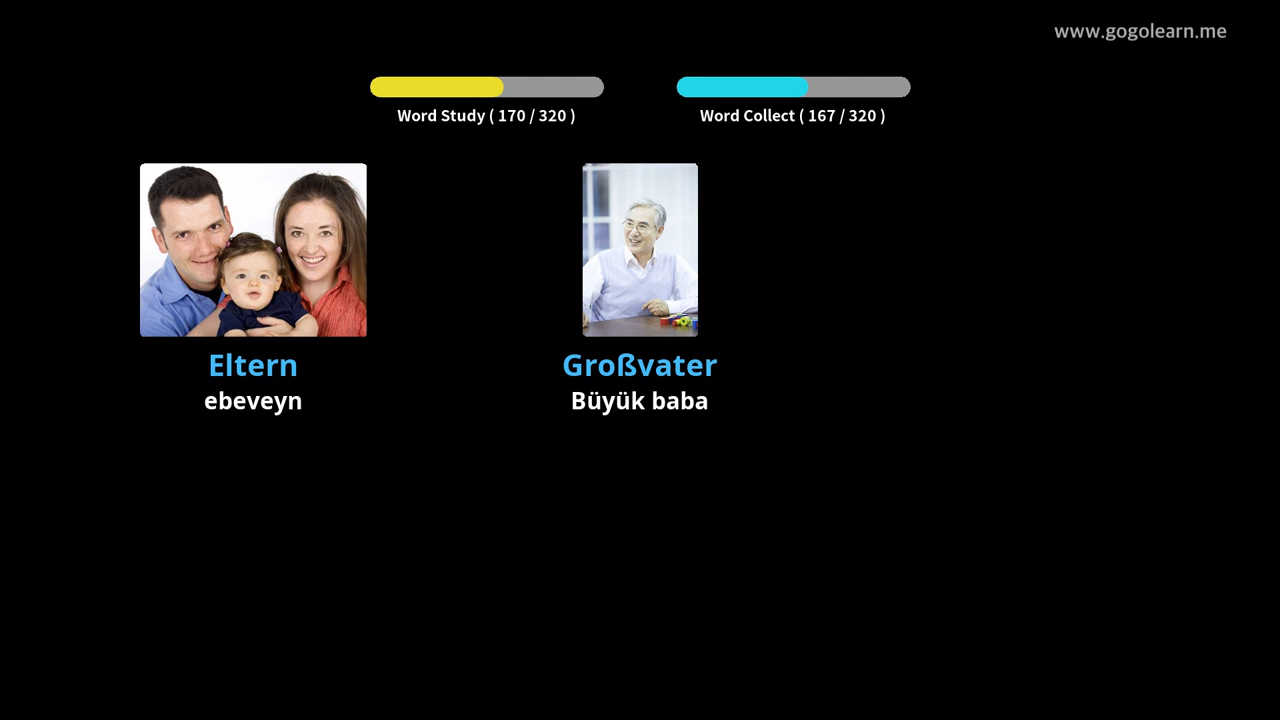 www.gogolearn.me
Word Study ( 170 / 320 )
Word Collect ( 167 / 320 )
Eltern
ebeveyn
Großvater
Büyük baba